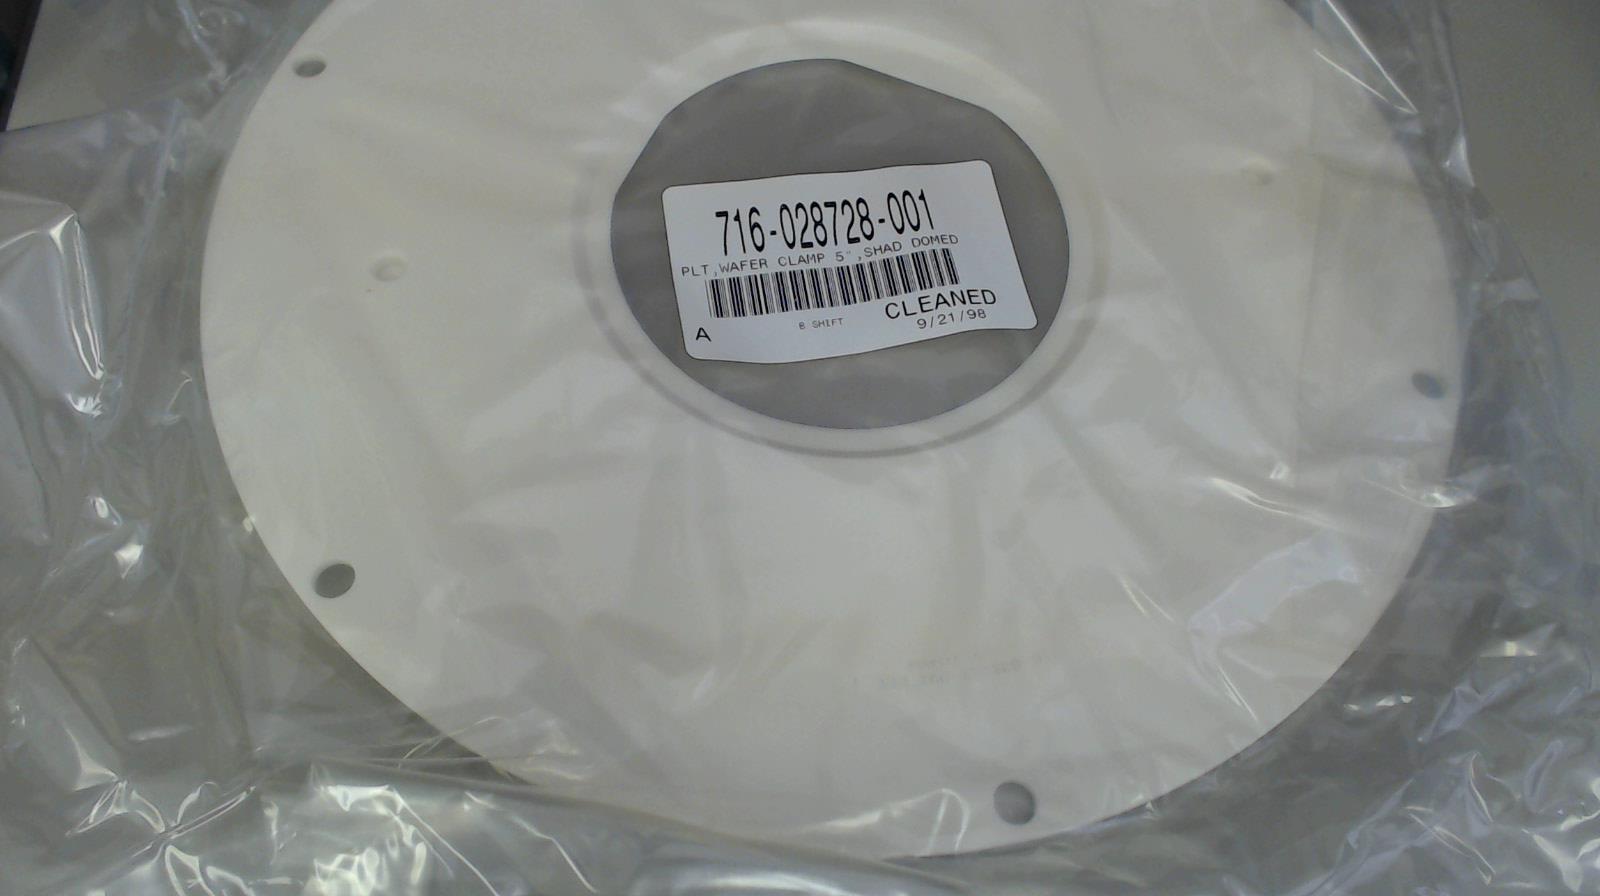 716-028728-001
PLT,WAFER CLAMP 5",SHAD DOMED
CLEANED
A
B SHIFT
9/21/98